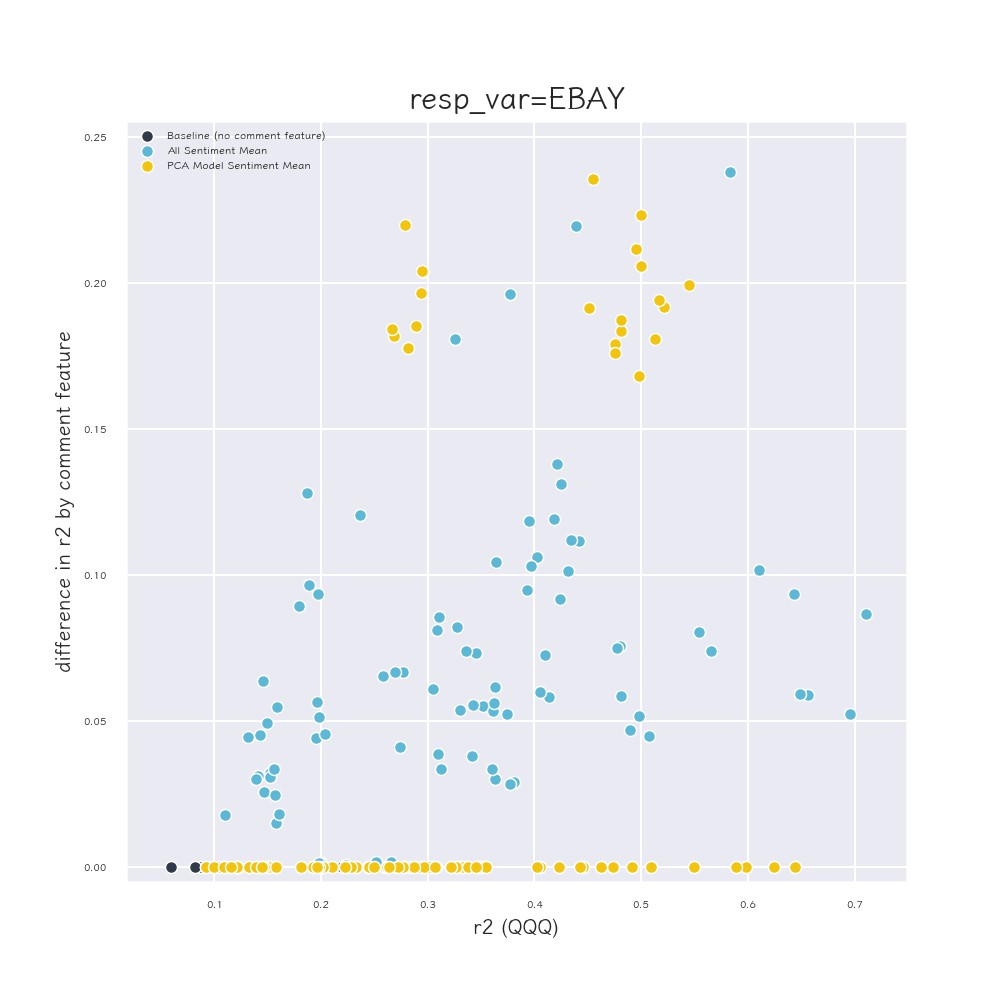 resp_var=EBAY
Baseline (no comment feature)
All Sentiment Mean
PCA Model Sentiment Mean
difference in r2 by comment feature
0.25
0.20
0.15
0.10
0.05
0.00
0.1 0.2 0.3 0.4 0.5 0.6 0.7
r2 (QQQ)